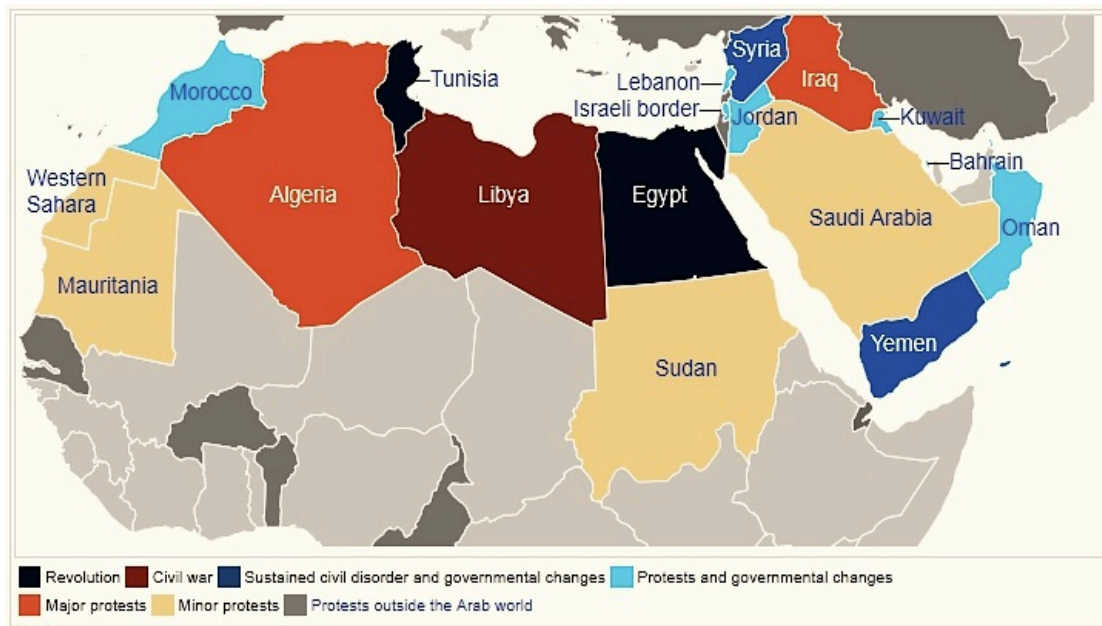 Syria
Iraq
Lebanon
Tunisia
Morocco
Israeli border
Jordan
Kuwait
Bahrain
Western
Sahara
Algeria
Libya
Egypt
Saudi Arabia
Oman
Mauritania
Yemen
Sudan
Revolution Civil war Sustained civil disorder and governmental changes Protests and governmental changes
Major protests Minor protests Protests outside the Arab world